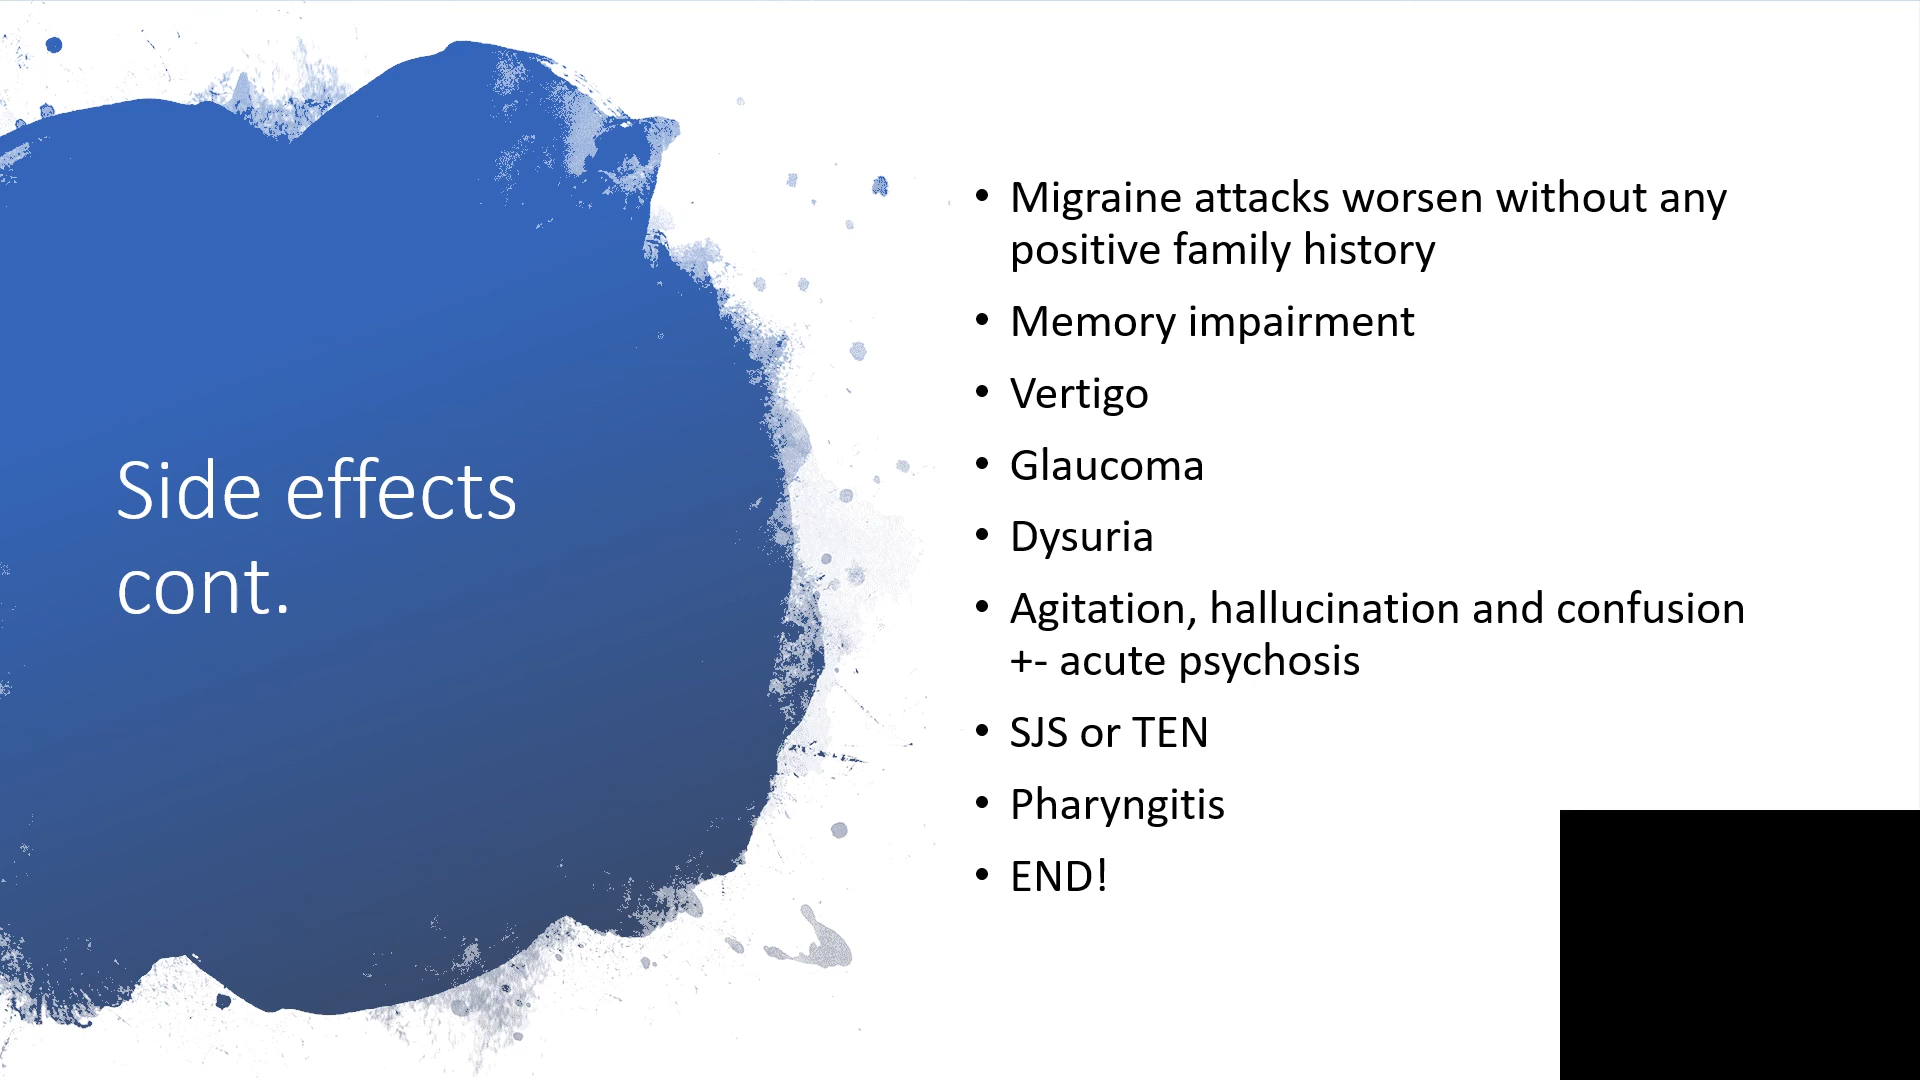 Side effects
cont.
• Migraine attacks worsen without any
positive family history
• Memory impairment
• Vertigo
• Glaucoma
• Dysuria
• Agitation, hallucination and confusion
+- acute psychosis
• SJS or TEN
• Pharyngitis
• END!